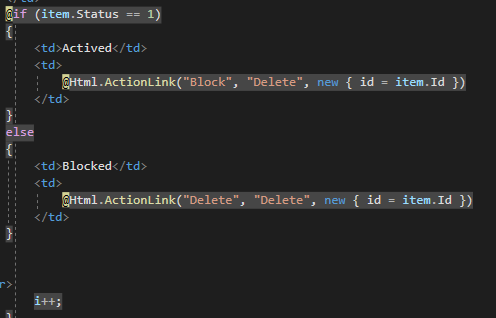 @if (item.Status == 1)
{
<td>Actived</td>
<td>
@Html.ActionLink("Block", "Delete", new { id = item.Id })
</td>
}
else
{
<td>Blocked</td>
<td>
@Html.ActionLink("Delete", "Delete", new { id = item.Id })
</td>
}
r>
i++;